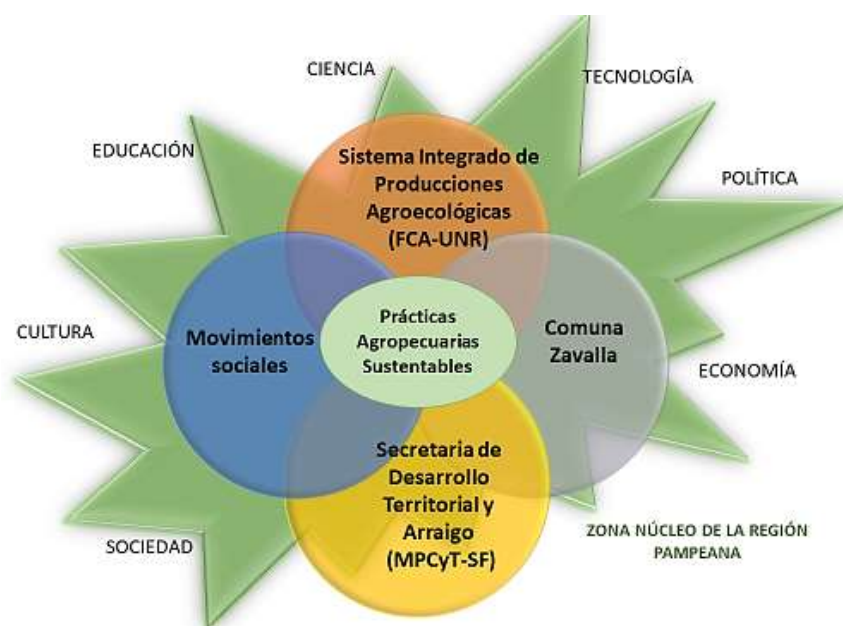 CIENCIA
TECNOLOGÍA
EDUCACIÓN
POLÍTICA
Sistema Integrado de
Producciones
Agroecológicas
(FCA-UNR)
CULTURA
Movimientos
sociales
Prácticas
Agropecuarias
Sustentables
Comuna
Zavalla
ECONOMÍA
Secretaria de
Desarrollo
Territorial y
Arraigo
(MPCyT-SF)
SOCIEDAD
ZONA NÚCLEO DE LA REGIÓN
PAMPEANA